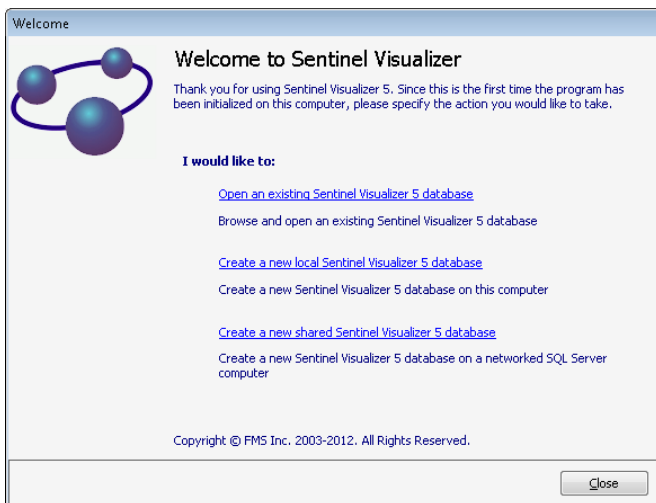 Welcome
Welcome to Sentinel Visualizer
Thank you for using Sentinel Visualizer 5. Since this is the first time the program has
been initialized on this computer, please specify the action you would like to take.
I would like to:
Open an existing Sentinel Visualizer 5 database
Browse and open an existing Sentinel Visualizer 5 database
Create a new local Sentinel Visualizer 5 database
Create a new Sentinel Visualizer 5 database on this computer
Create a new shared Sentinel Visualizer 5 database
Create a new Sentinel Visualizer 5 database on a networked SQL Server
computer
Copyright © FMS Inc. 2003-2012. All Rights Reserved.
Close